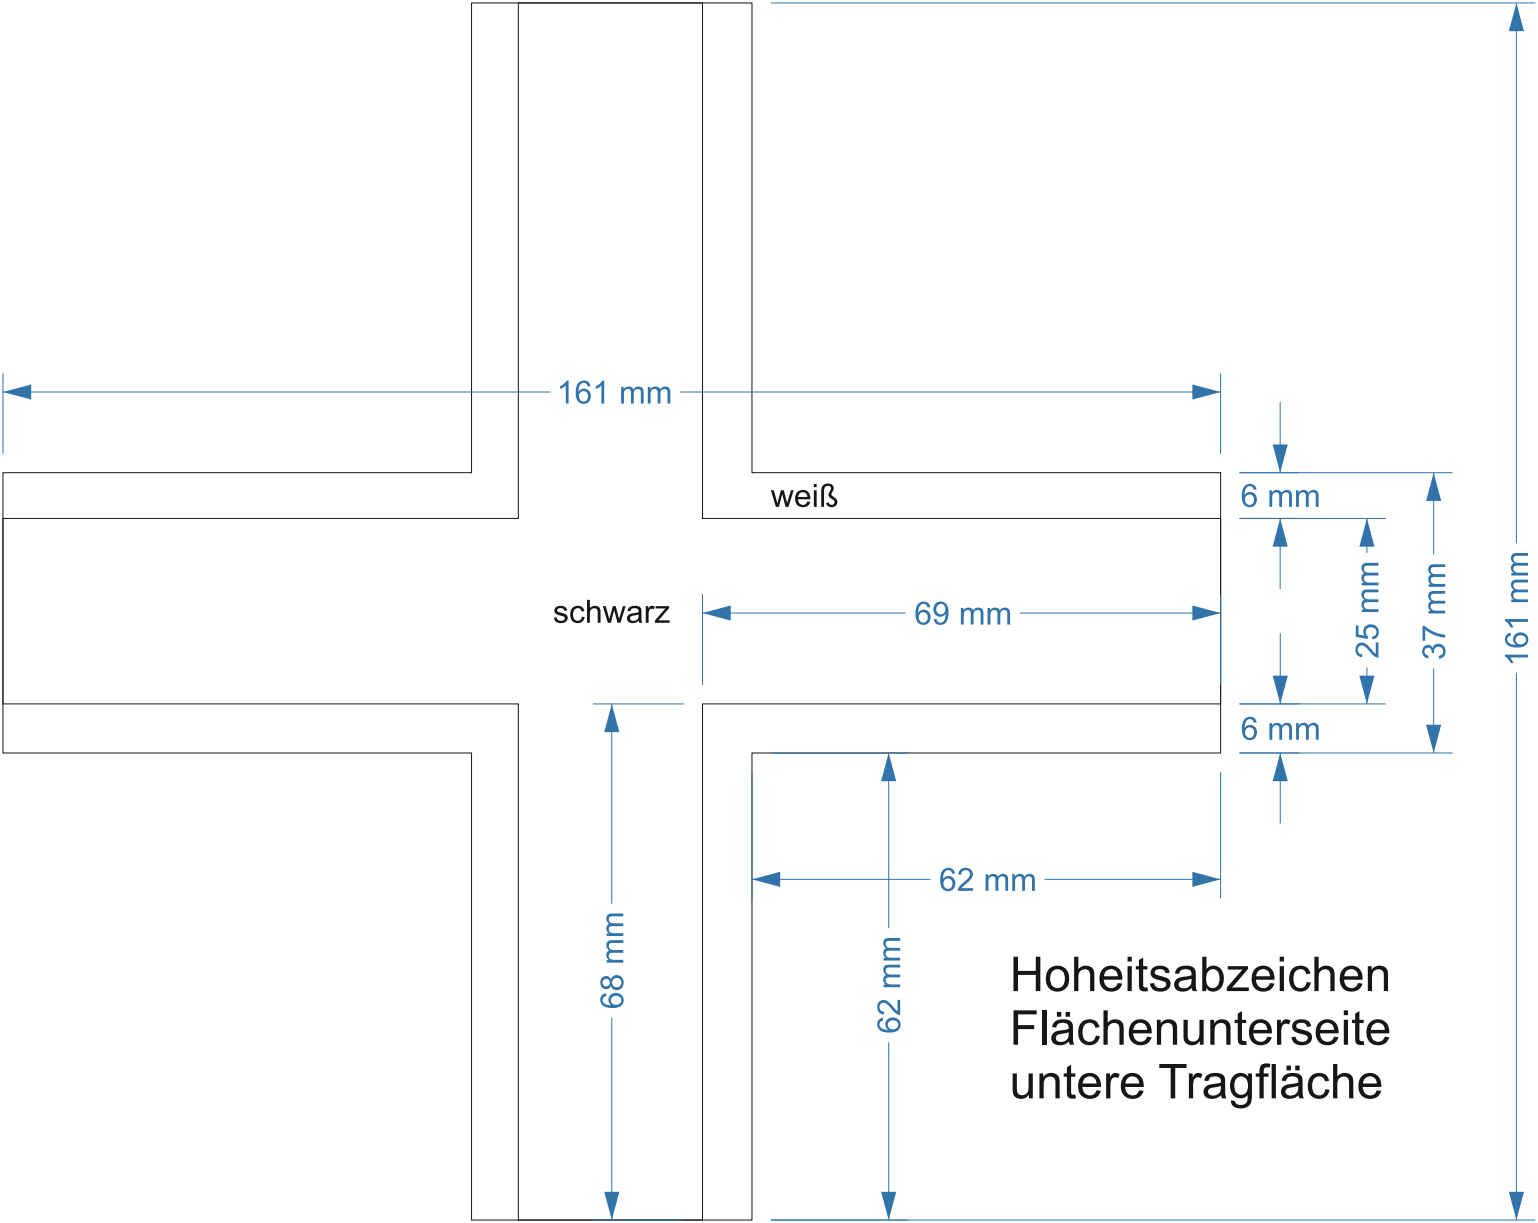 161 mm
weiß
6 mm
schwarz
69 mm
25 mm
37 mm
161 mm
6 mm
62 mm
68 mm
62 mm
Hoheitsabzeichen
Flächenunterseite
untere Tragfläche